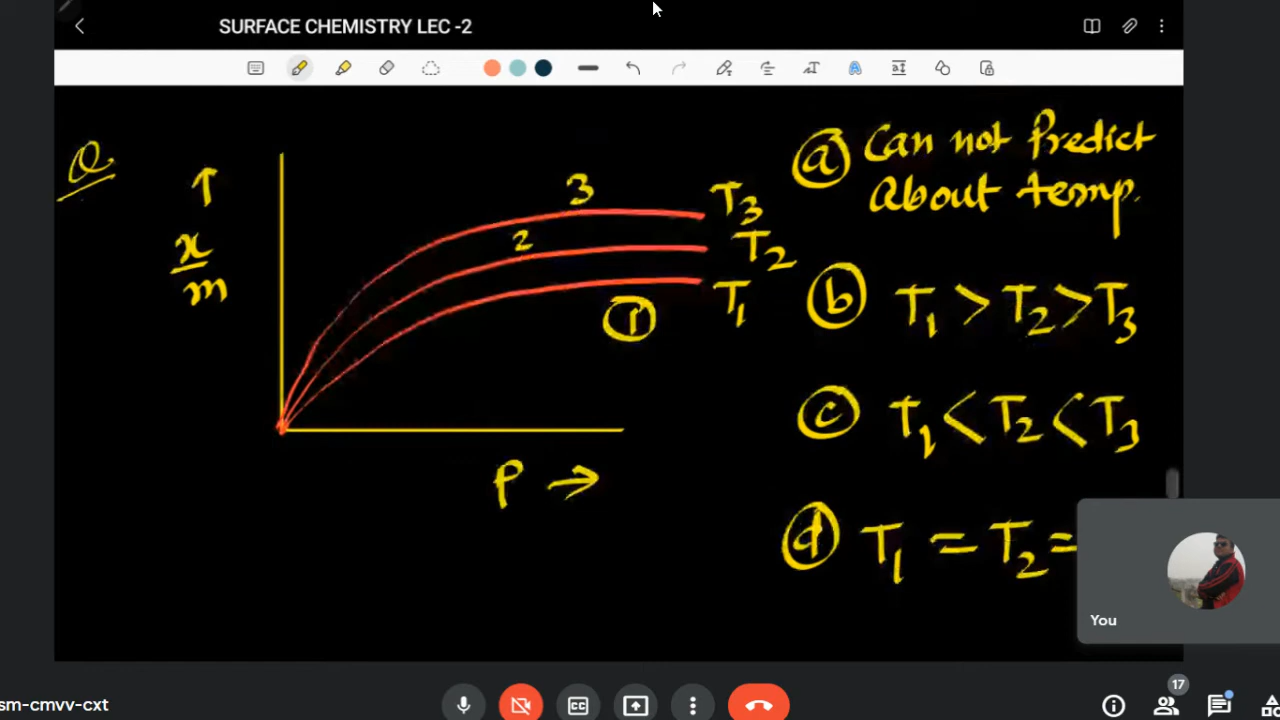 SURFACE CHEMISTRY LEC -2
Q
↑
x/m
3
2
①
T3
T2
T1
P →
ⓐ Can not Predict
About temp.
ⓑ T1 > T2 > T3
ⓒ T1 < T2 < T3
ⓓ T1 = T2 =
You
17
sm-cmvv-cxt
CC